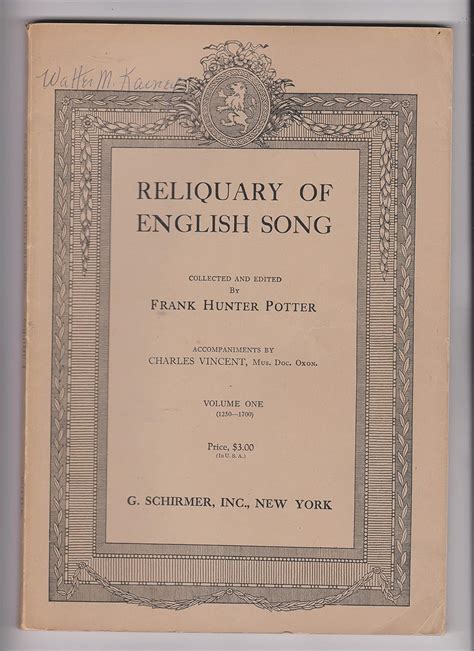 Walter M. Kaine
RELIQUARY OF
ENGLISH SONG
COLLECTED AND EDITED
By
FRANK HUNTER POTTER
ACCOMPANIMENTS BY
CHARLES VINCENT, Mus. Doc. Oxon.
VOLUME ONE
(1250—1700)
Price, $3.00
(In U. S. A.)
G. SCHIRMER, INC., NEW YORK